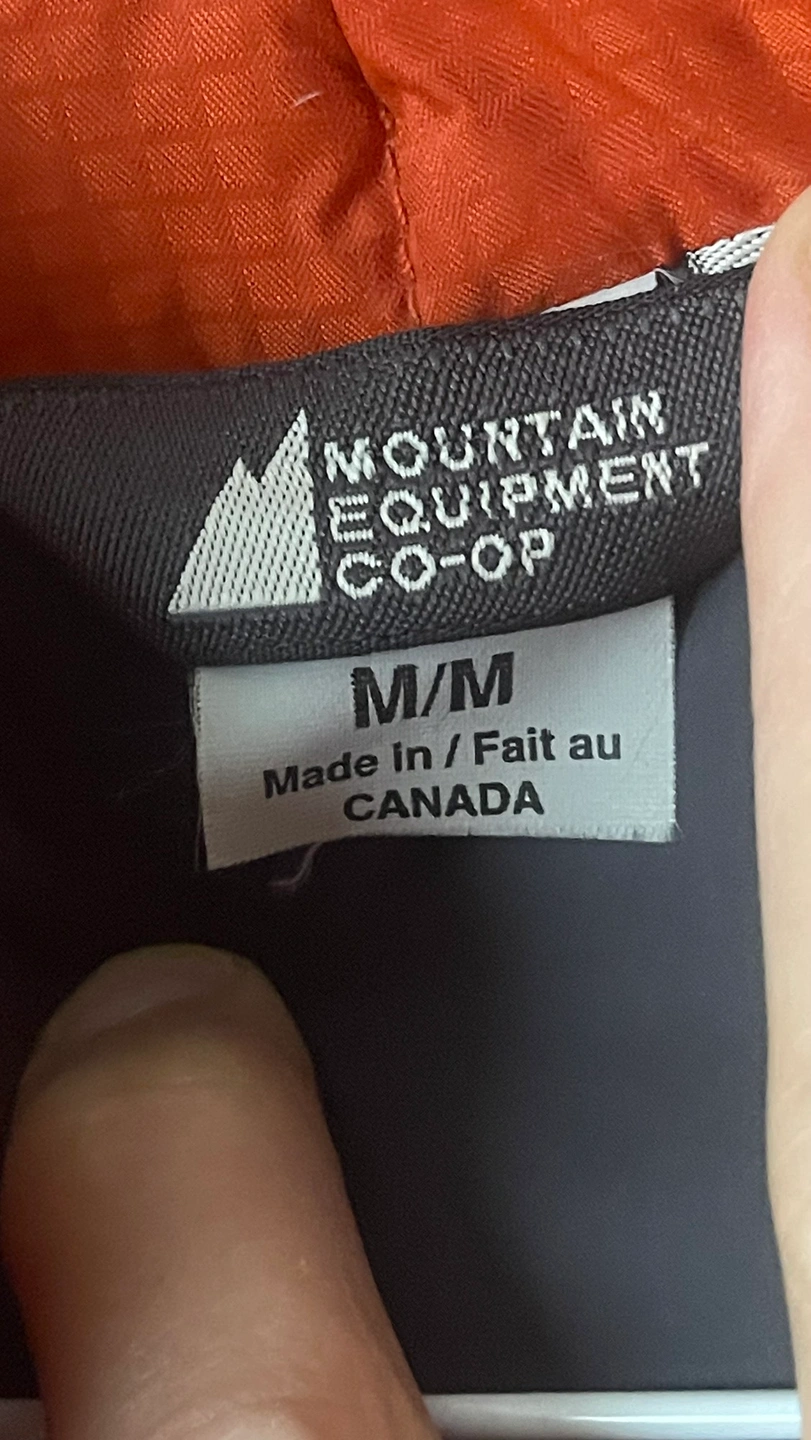 MOUNTAIN
EQUIPMENT
CO-OP
M/M
Made in / Fait au
CANADA